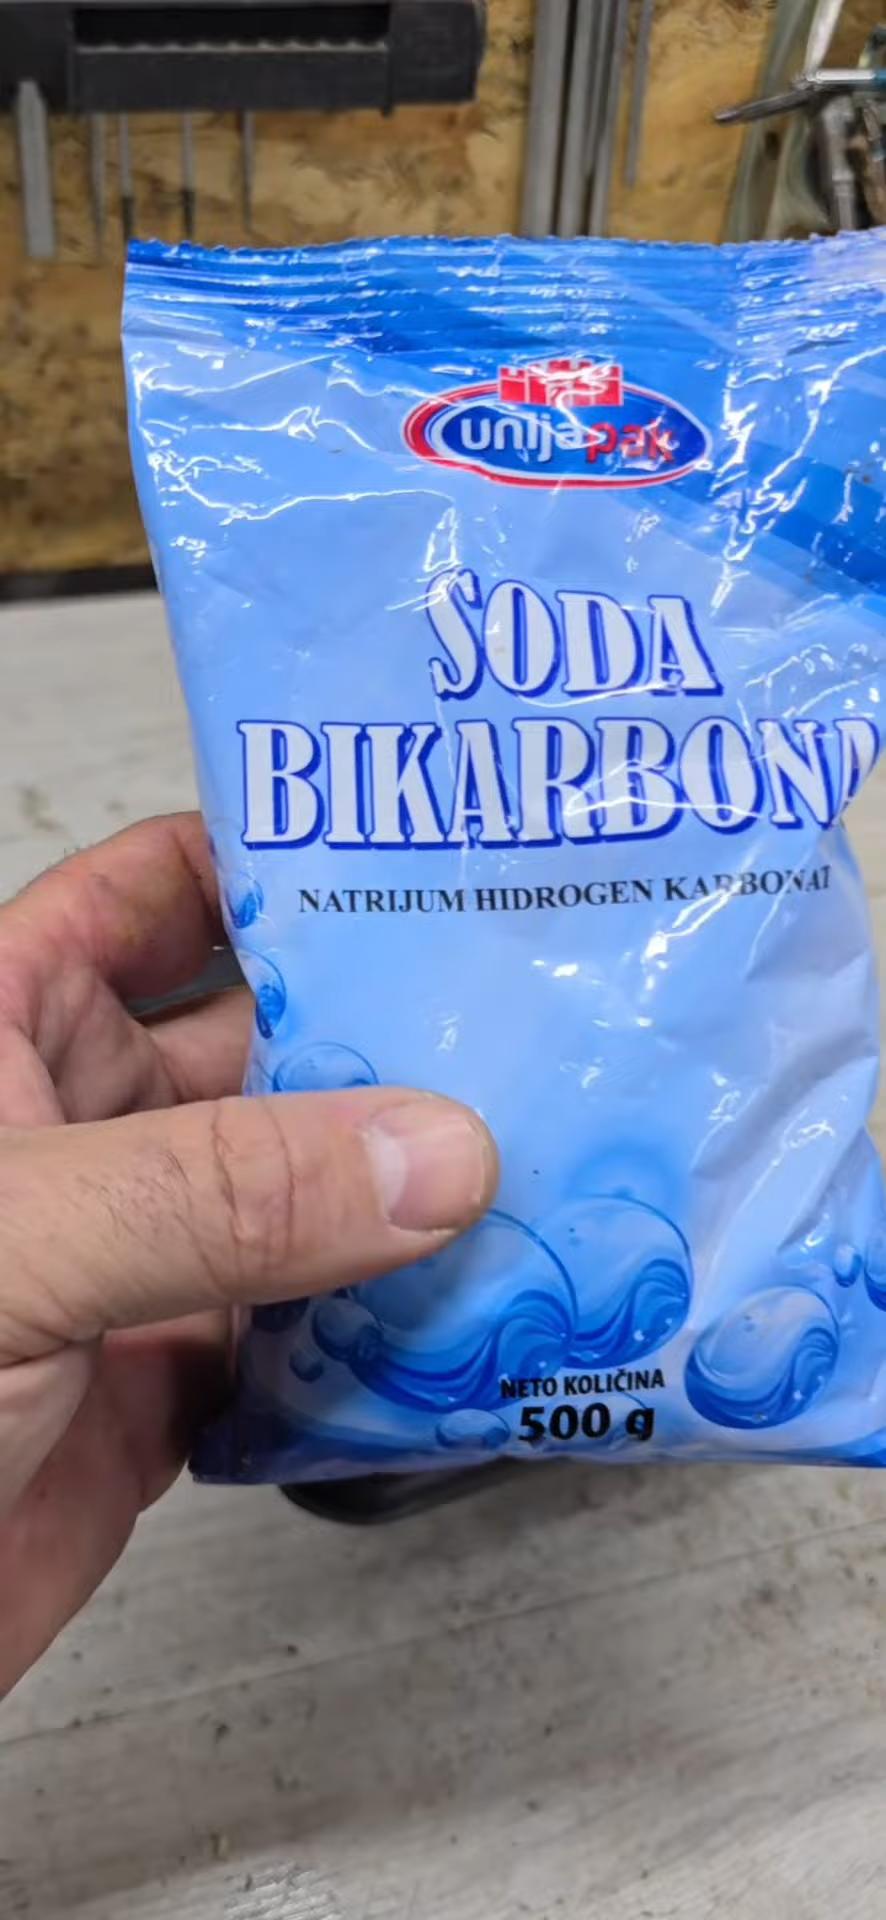 unijapak
SODA
BIKARBONA
NATRIJUM HIDROGEN KARBONAT
NETO KOLIČINA
500 g